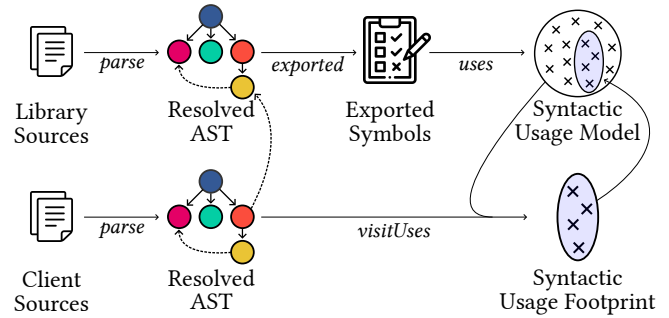 parse
exported
uses
Library
Sources
Resolved
AST
Exported
Symbols
Syntactic
Usage Model
parse
visitUses
Client
Sources
Resolved
AST
Syntactic
Usage Footprint